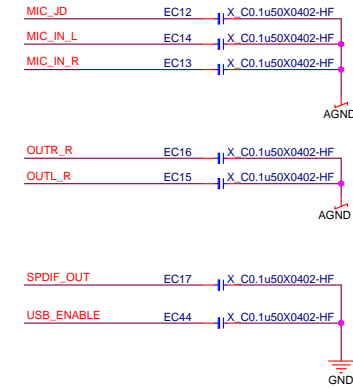 MIC_JD EC12 X_C0.1u50X0402-HF
MIC_IN_L EC14 X_C0.1u50X0402-HF
MIC_IN_R EC13 X_C0.1u50X0402-HF
AGND
OUTR_R EC16 X_C0.1u50X0402-HF
OUTL_R EC15 X_C0.1u50X0402-HF
AGND
SPDIF_OUT EC17 X_C0.1u50X0402-HF
USB_ENABLE EC44 X_C0.1u50X0402-HF
GND